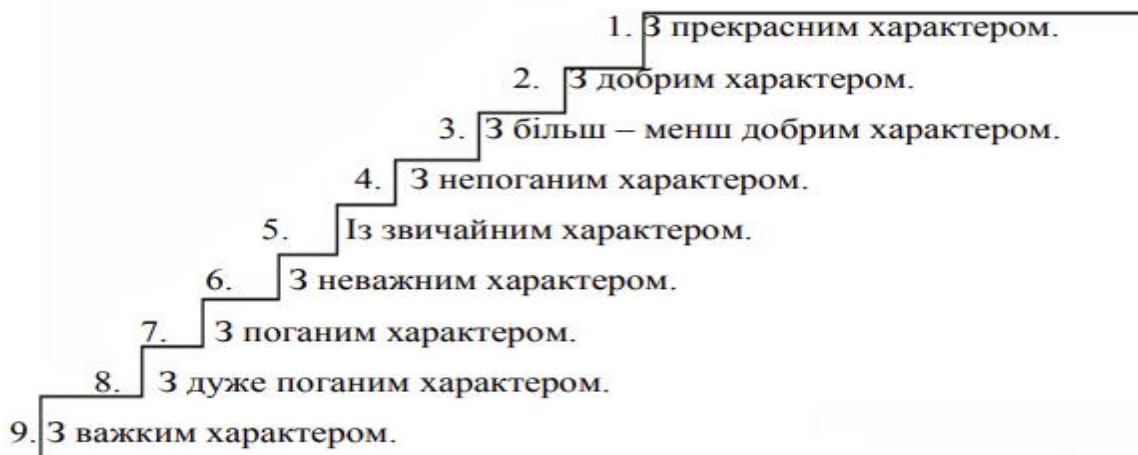 1. З прекрасним характером.
2. З добрим характером.
3. З більш – менш добрим характером.
4. З непоганим характером.
5. Із звичайним характером.
6. З неважним характером.
7. З поганим характером.
8. З дуже поганим характером.
9. З важким характером.